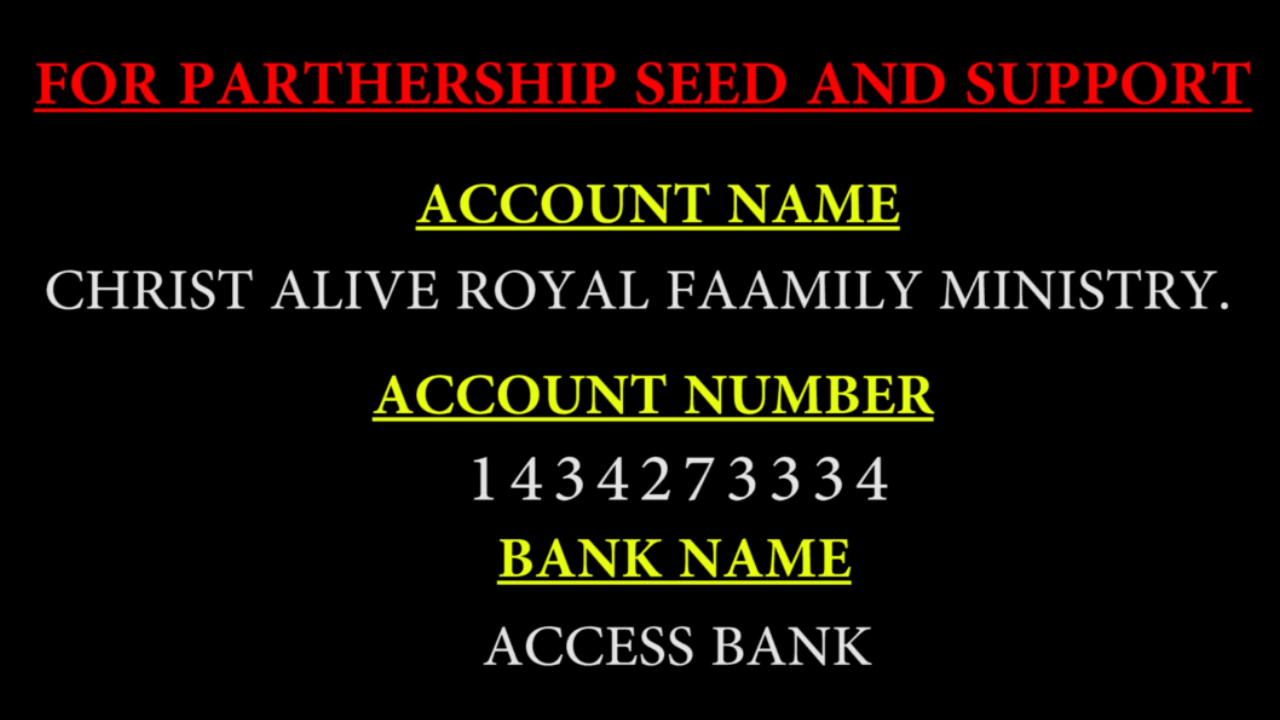 FOR PARTHERSHIP SEED AND SUPPORT
ACCOUNT NAME
CHRIST ALIVE ROYAL FAAMILY MINISTRY.
ACCOUNT NUMBER
1434273334
BANK NAME
ACCESS BANK